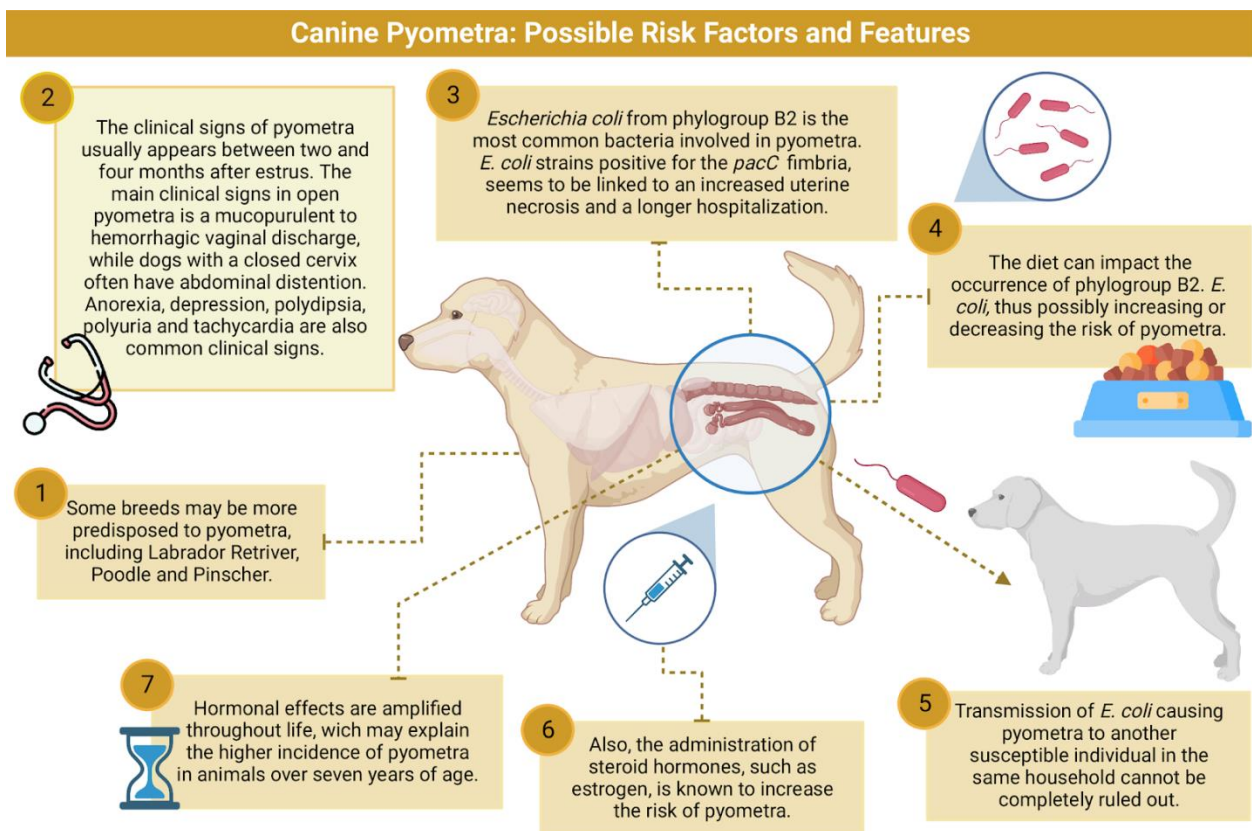 Canine Pyometra: Possible Risk Factors and Features
1
Some breeds may be more
predisposed to pyometra,
including Labrador Retriver,
Poodle and Pinscher.
2
The clinical signs of pyometra
usually appears between two and
four months after estrus. The
main clinical signs in open
pyometra is a mucopurulent to
hemorrhagic vaginal discharge,
while dogs with a closed cervix
often have abdominal distention.
Anorexia, depression, polydipsia,
polyuria and tachycardia are also
common clinical signs.
3
Escherichia coli from phylogroup B2 is the
most common bacteria involved in pyometra.
E. coli strains positive for the pacC fimbria,
seems to be linked to an increased uterine
necrosis and a longer hospitalization.
4
The diet can impact the
occurrence of phylogroup B2. E.
coli, thus possibly increasing or
decreasing the risk of pyometra.
5
Transmission of E. coli causing
pyometra to another
susceptible individual in the
same household cannot be
completely ruled out.
6
Also, the administration of
steroid hormones, such as
estrogen, is known to increase
the risk of pyometra.
7
Hormonal effects are amplified
throughout life, wich may explain
the higher incidence of pyometra
in animals over seven years of age.